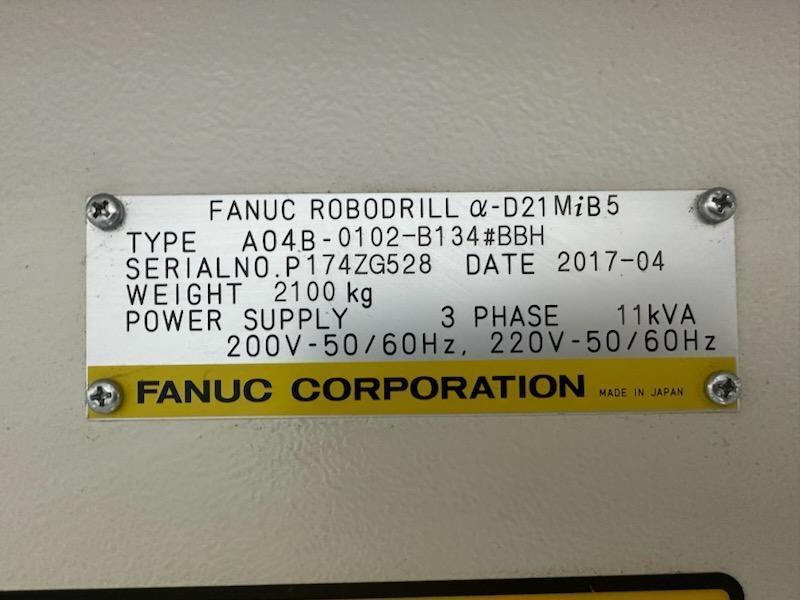 FANUC ROBODRILL α-D21MiB5
TYPE A04B-0102-B134#BBH
SERIALNO.P174ZG528 DATE 2017-04
WEIGHT 2100 kg
POWER SUPPLY 3 PHASE 11kVA
200V-50/60Hz, 220V-50/60Hz
FANUC CORPORATION MADE IN JAPAN